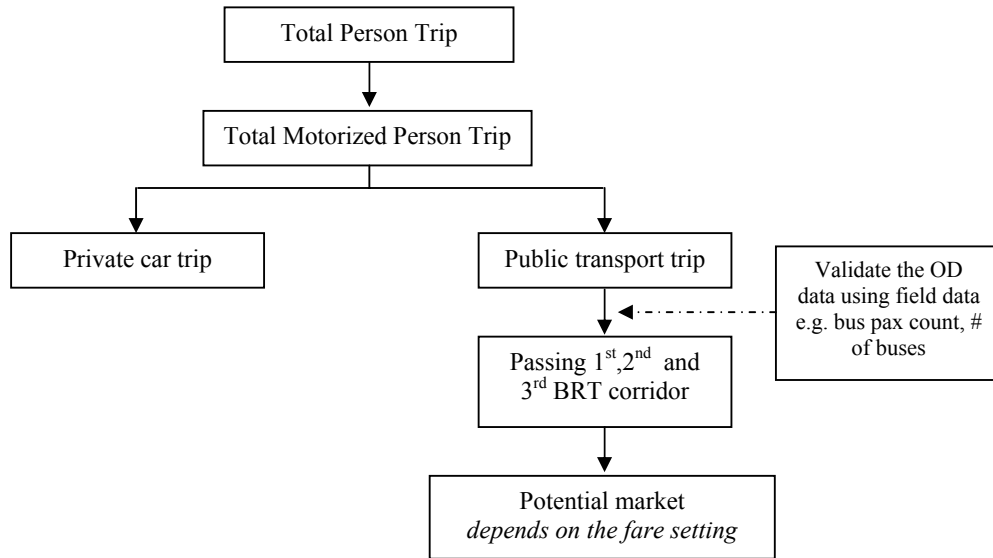 Total Person Trip
Total Motorized Person Trip
Private car trip
Public transport trip
Validate the OD
data using field data
e.g. bus pax count, #
of buses
Passing 1st,2nd and
3rd BRT corridor
Potential market
depends on the fare setting